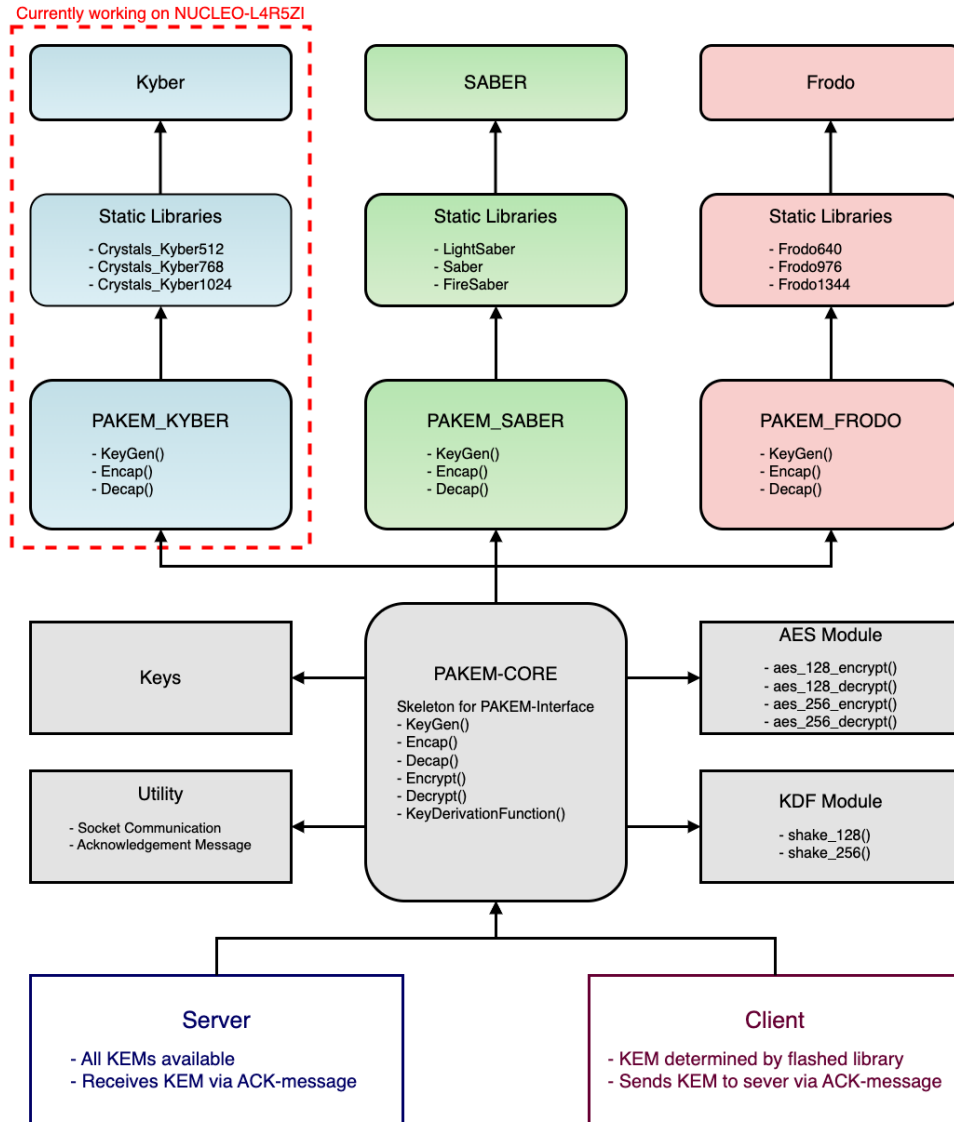 Currently working on NUCLEO-L4R5ZI
Kyber
SABER
Frodo
Static Libraries
- Crystals_Kyber512
- Crystals_Kyber768
- Crystals_Kyber1024
Static Libraries
- LightSaber
- Saber
- FireSaber
Static Libraries
- Frodo640
- Frodo976
- Frodo1344
PAKEM_KYBER
- KeyGen()
- Encap()
- Decap()
PAKEM_SABER
- KeyGen()
- Encap()
- Decap()
PAKEM_FRODO
- KeyGen()
- Encap()
- Decap()
Keys
PAKEM-CORE
Skeleton for PAKEM-Interface
- KeyGen()
- Encap()
- Decap()
- Encrypt()
- Decrypt()
- KeyDerivationFunction()
AES Module
- aes_128_encrypt()
- aes_128_decrypt()
- aes_256_encrypt()
- aes_256_decrypt()
Utility
- Socket Communication
- Acknowledgement Message
KDF Module
- shake_128()
- shake_256()
Server
- All KEMs available
- Receives KEM via ACK-message
Client
- KEM determined by flashed library
- Sends KEM to sever via ACK-message